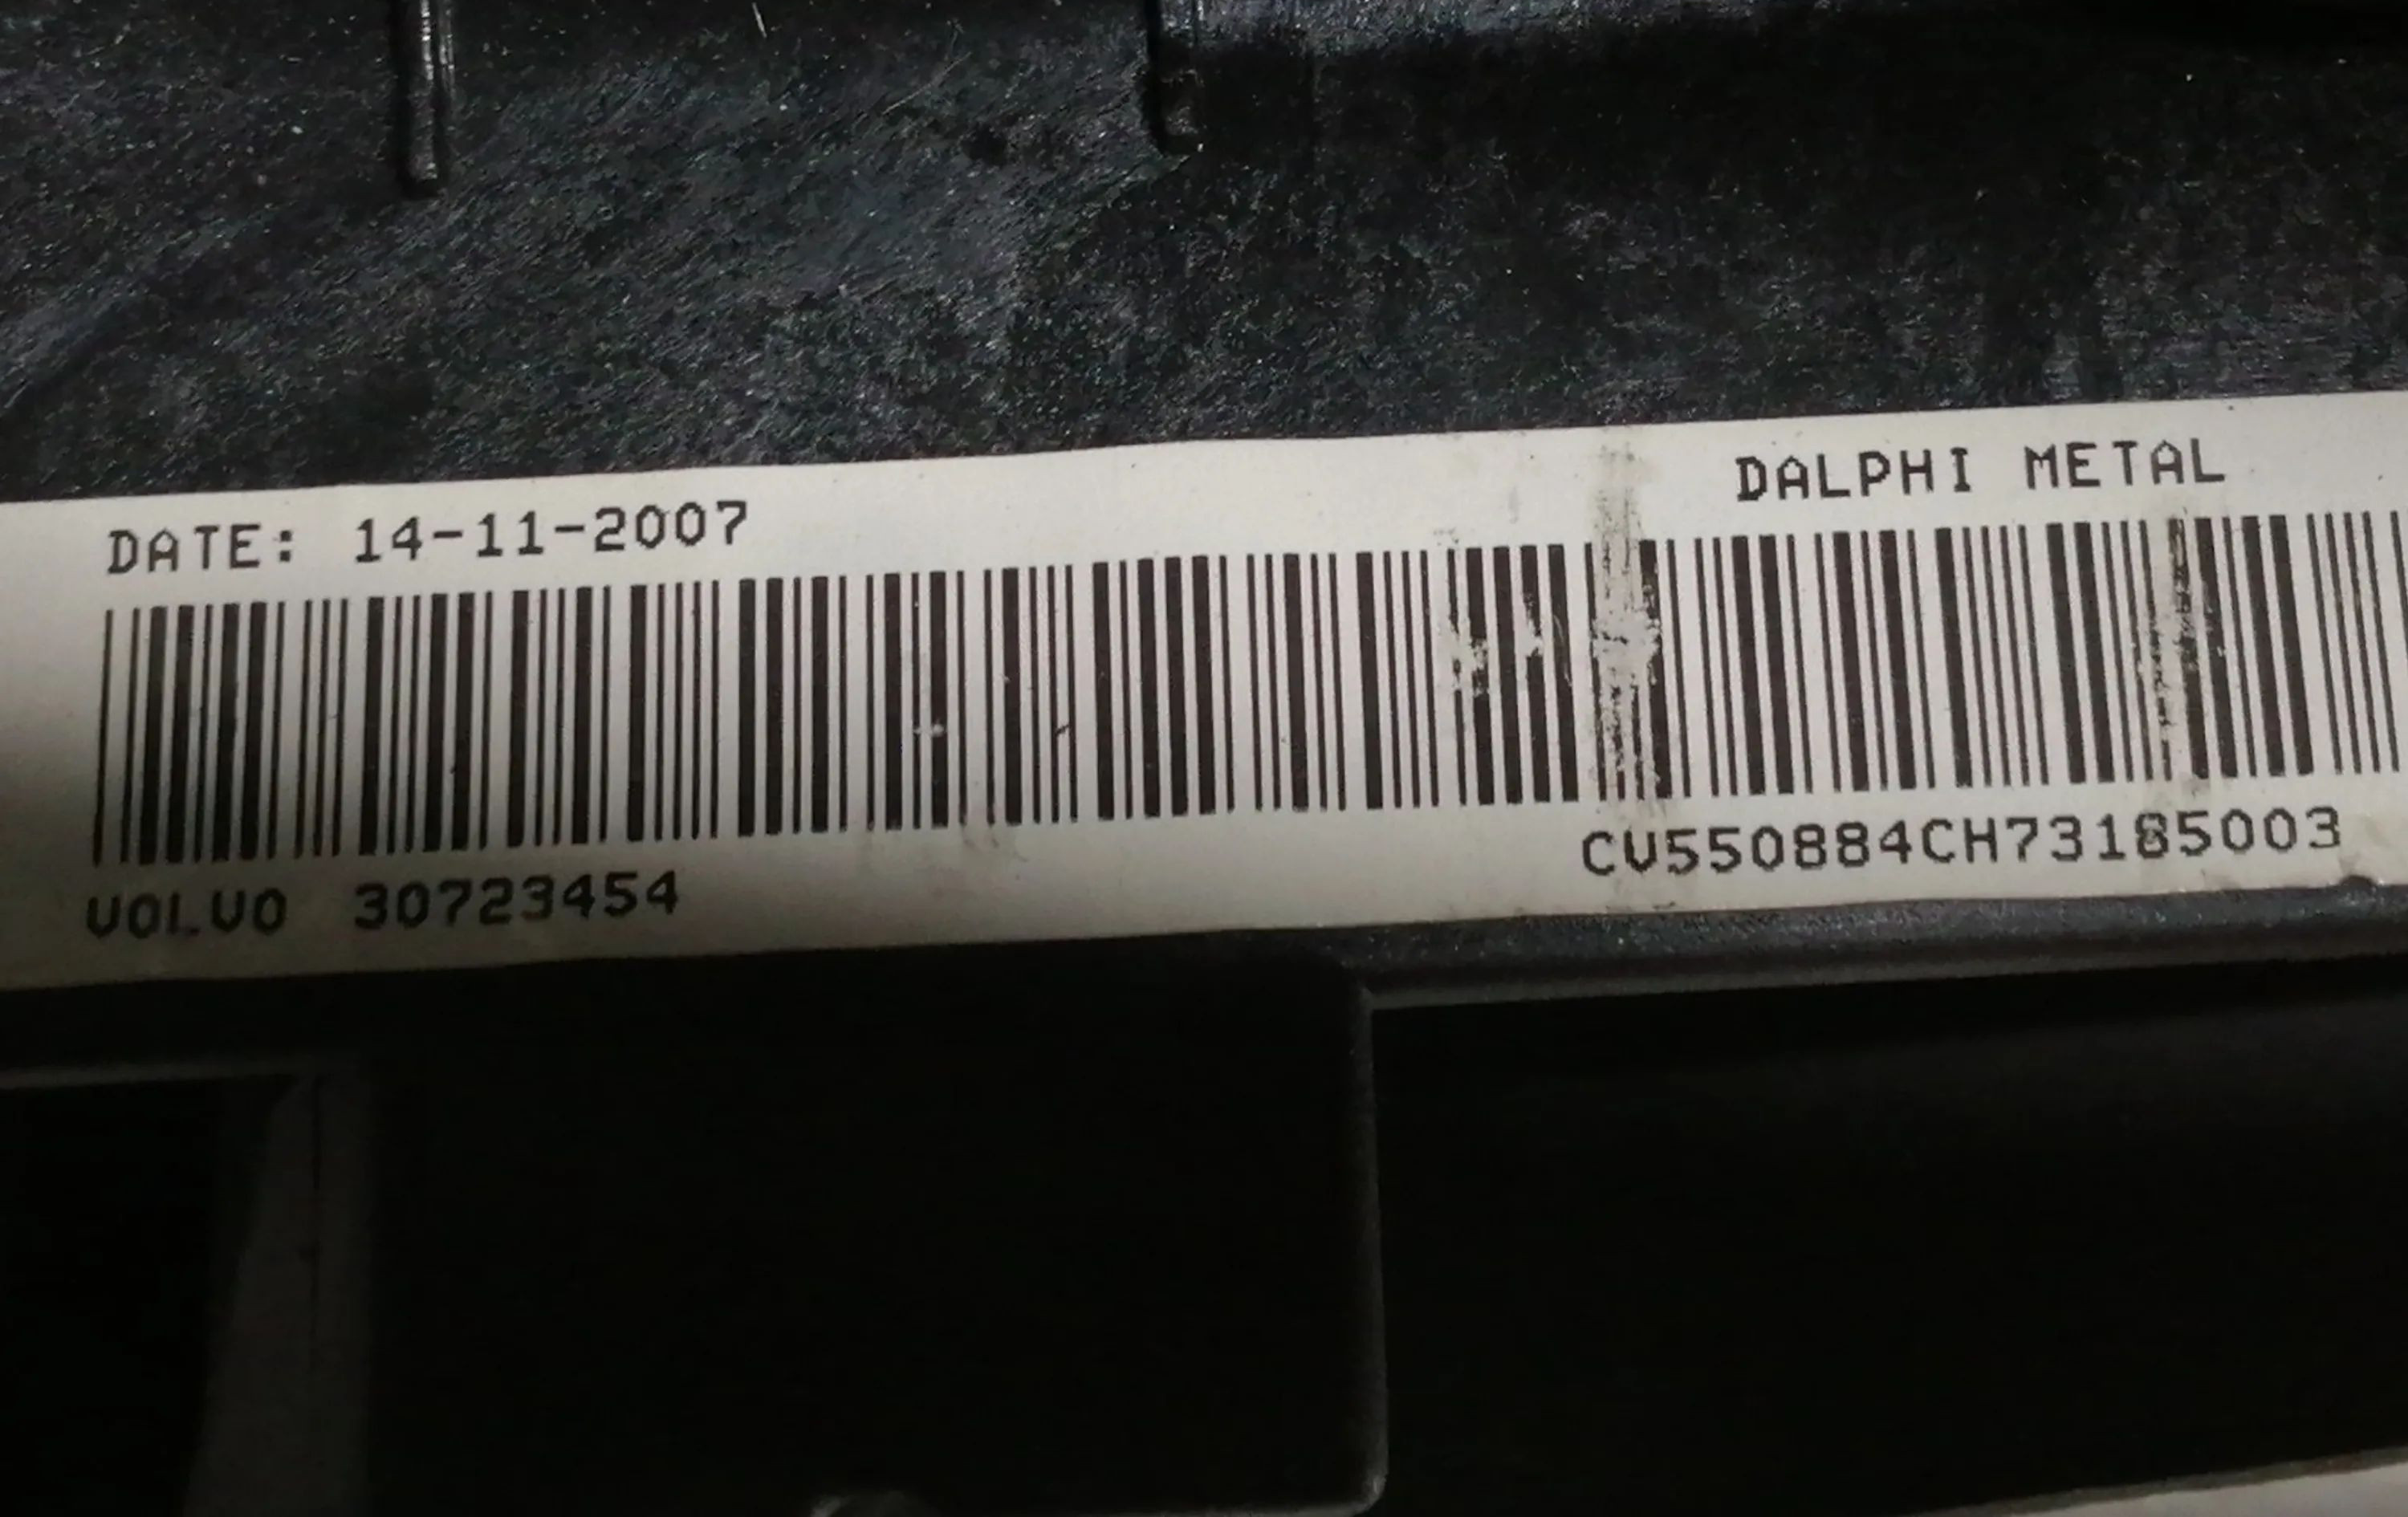 DATE: 14-11-2007
DALPHI METAL
VOLVO 30723454
CV550884CH73185003